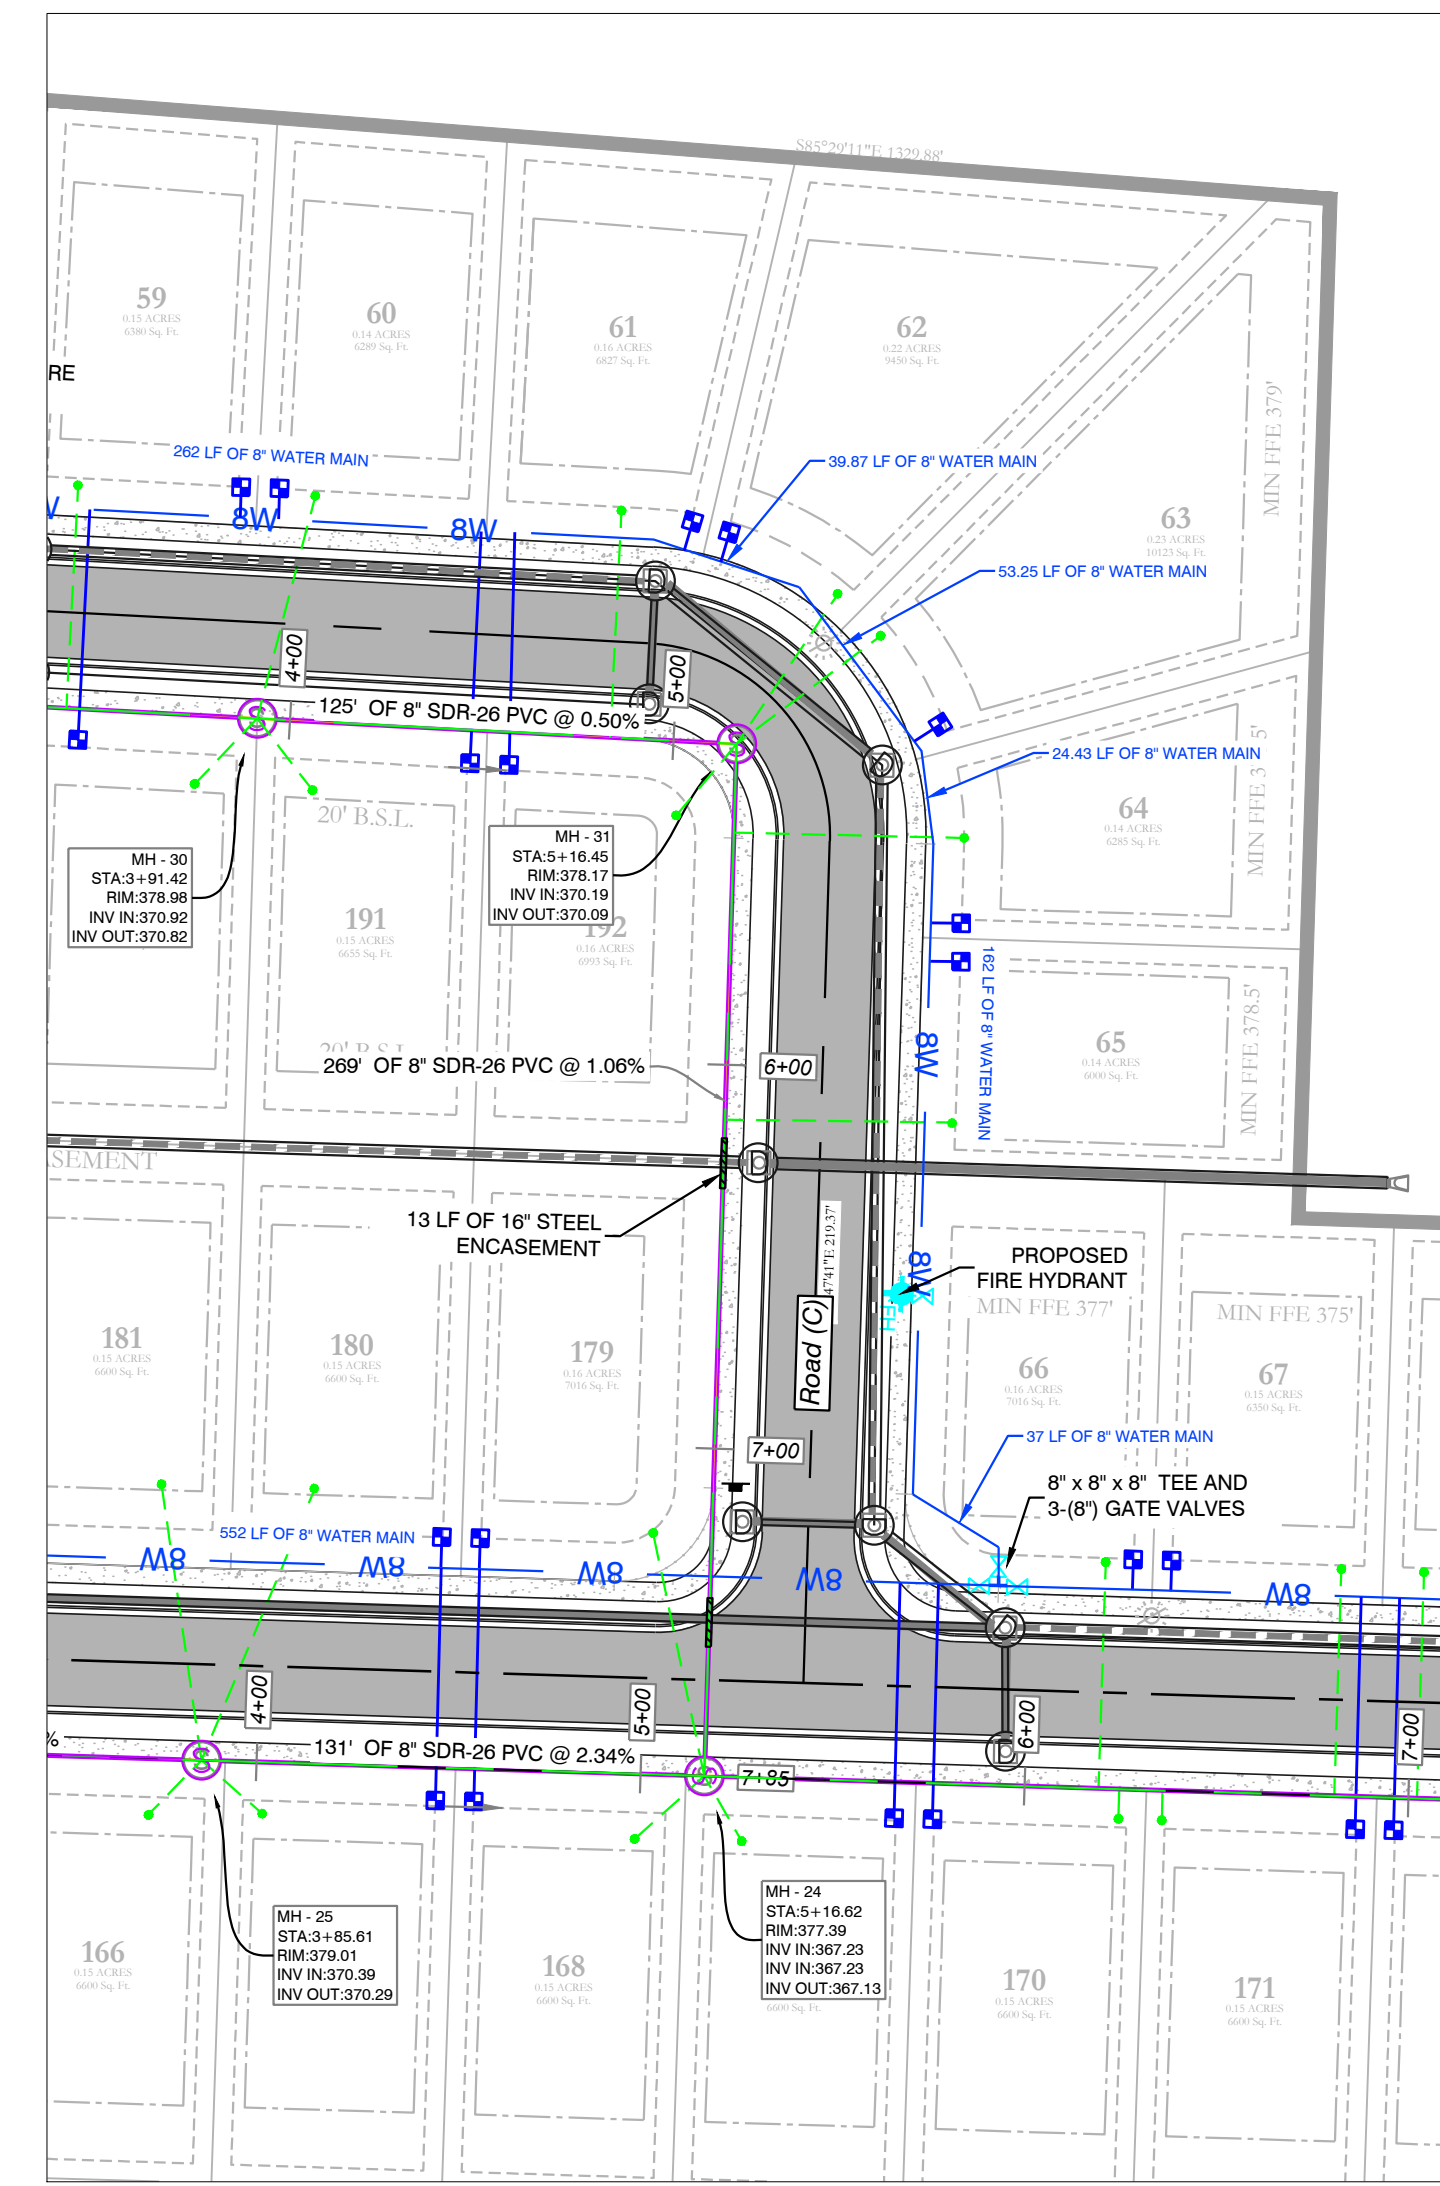 S85°29'11"E 1329.88'
59
0.15 ACRES
6380 Sq. Ft.
60
0.14 ACRES
6289 Sq. Ft.
61
0.16 ACRES
6827 Sq. Ft.
62
0.22 ACRES
9450 Sq. Ft.
RE
MIN FFE 379'
262 LF OF 8" WATER MAIN
39.87 LF OF 8" WATER MAIN
63
0.23 ACRES
10123 Sq. Ft.
8W
8W
53.25 LF OF 8" WATER MAIN
4+00
5+00
125' OF 8" SDR-26 PVC @ 0.50%
S
S
D
D
D
24.43 LF OF 8" WATER MAIN
64
0.14 ACRES
6285 Sq. Ft.
20' B.S.L.
MH - 30
STA:3+91.42
RIM:378.98
INV IN:370.92
INV OUT:370.82
MH - 31
STA:5+16.45
RIM:378.17
INV IN:370.19
INV OUT:370.09
191
0.15 ACRES
6655 Sq. Ft.
192
0.16 ACRES
6993 Sq. Ft.
162 LF OF 8" WATER MAIN
MIN FFE 378.5'
65
0.14 ACRES
6000 Sq. Ft.
20' B.S.L.
269' OF 8" SDR-26 PVC @ 1.06%
6+00
8W
SEMENT
D
13 LF OF 16" STEEL
ENCASEMENT
47'41"E 219.37'
8W
PROPOSED
FIRE HYDRANT
FH
MIN FFE 377'
MIN FFE 375'
181
0.15 ACRES
6600 Sq. Ft.
180
0.15 ACRES
6600 Sq. Ft.
179
0.16 ACRES
7016 Sq. Ft.
Road (C)
66
0.16 ACRES
7016 Sq. Ft.
67
0.15 ACRES
6350 Sq. Ft.
7+00
37 LF OF 8" WATER MAIN
8" x 8" x 8" TEE AND
3-(8") GATE VALVES
D
D
552 LF OF 8" WATER MAIN
8W
8W
8W
8W
8W
D
4+00
5+00
6+00
7+00
%
131' OF 8" SDR-26 PVC @ 2.34%
S
S
7+85
D
MH - 25
STA:3+85.61
RIM:379.01
INV IN:370.39
INV OUT:370.29
MH - 24
STA:5+16.62
RIM:377.39
INV IN:367.23
INV IN:367.23
INV OUT:367.13
166
0.15 ACRES
6600 Sq. Ft.
168
0.15 ACRES
6600 Sq. Ft.
6600 Sq. Ft.
170
0.15 ACRES
6600 Sq. Ft.
171
0.15 ACRES
6600 Sq. Ft.